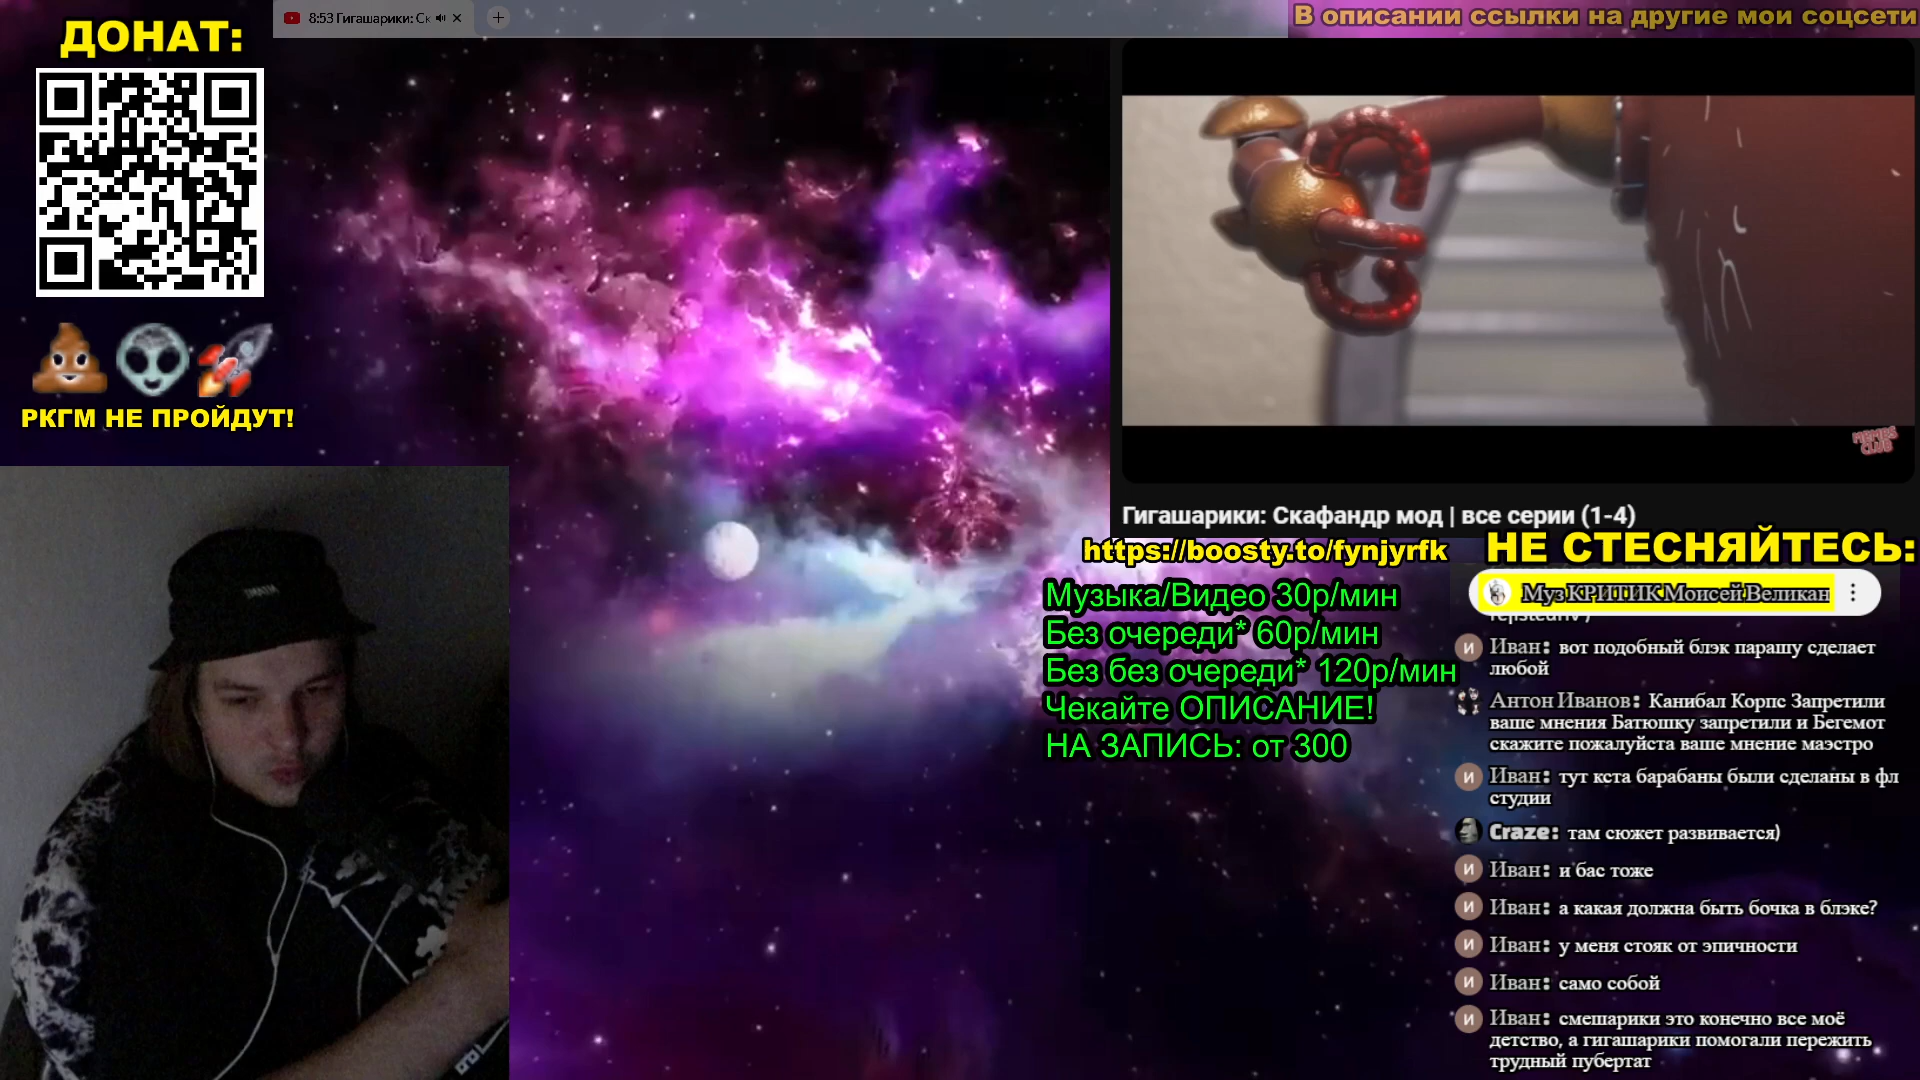 8:53 Гигашарики: Ск
В описании ссылки на другие мои соцсети
ДОНАТ:
РКГМ НЕ ПРОЙДУТ!
MEMES
CLUB
Гигашарики: Скафандр мод | все серии (1-4)
https://boosty.to/fynjyrfk
НЕ СТЕСНЯЙТЕСЬ:
Музыка/Видео 30р/мин
Без очереди* 60р/мин
Без без очереди* 120р/мин
Чекайте ОПИСАНИЕ!
НА ЗАПИСЬ: от 300
Муз КРИТИК Моисей Великан
Иван: вот подобный блэк парашу сделает
любой
Антон Иванов: Канибал Корпс Запретили
ваше мнения Батюшку запретили и Бегемот
скажите пожалуйста ваше мнение маэстро
Иван: тут кста барабаны были сделаны в фл
студии
Craze: там сюжет развивается)
Иван: и бас тоже
Иван: а какая должна быть бочка в блэке?
Иван: у меня стояк от эпичности
Иван: само собой
Иван: смешарики это конечно все моё
детство, а гигашарики помогали пережить
трудный пубертат